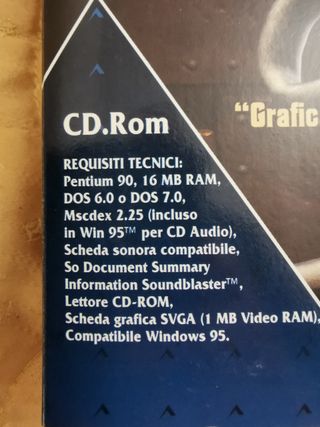 CD.Rom
"Grafic
REQUISITI TECNICI:
Pentium 90, 16 MB RAM,
DOS 6.0 o DOS 7.0,
Mscdex 2.25 (incluso
in Win 95™ per CD Audio),
Scheda sonora compatibile,
So Document Summary
Information Soundblaster™,
Lettore CD-ROM,
Scheda grafica SVGA (1 MB Video RAM),
Compatibile Windows 95.